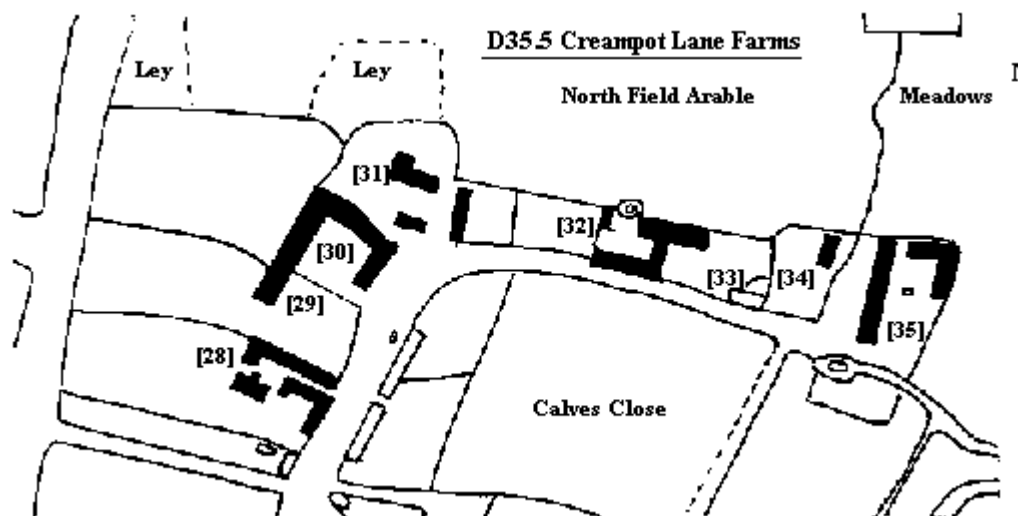 D35.5 Creampot Lane Farms
Ley
Ley
North Field Arable
Meadows
N
[31]
[32]
[30]
[33]
[34]
[29]
[35]
[28]
Calves Close